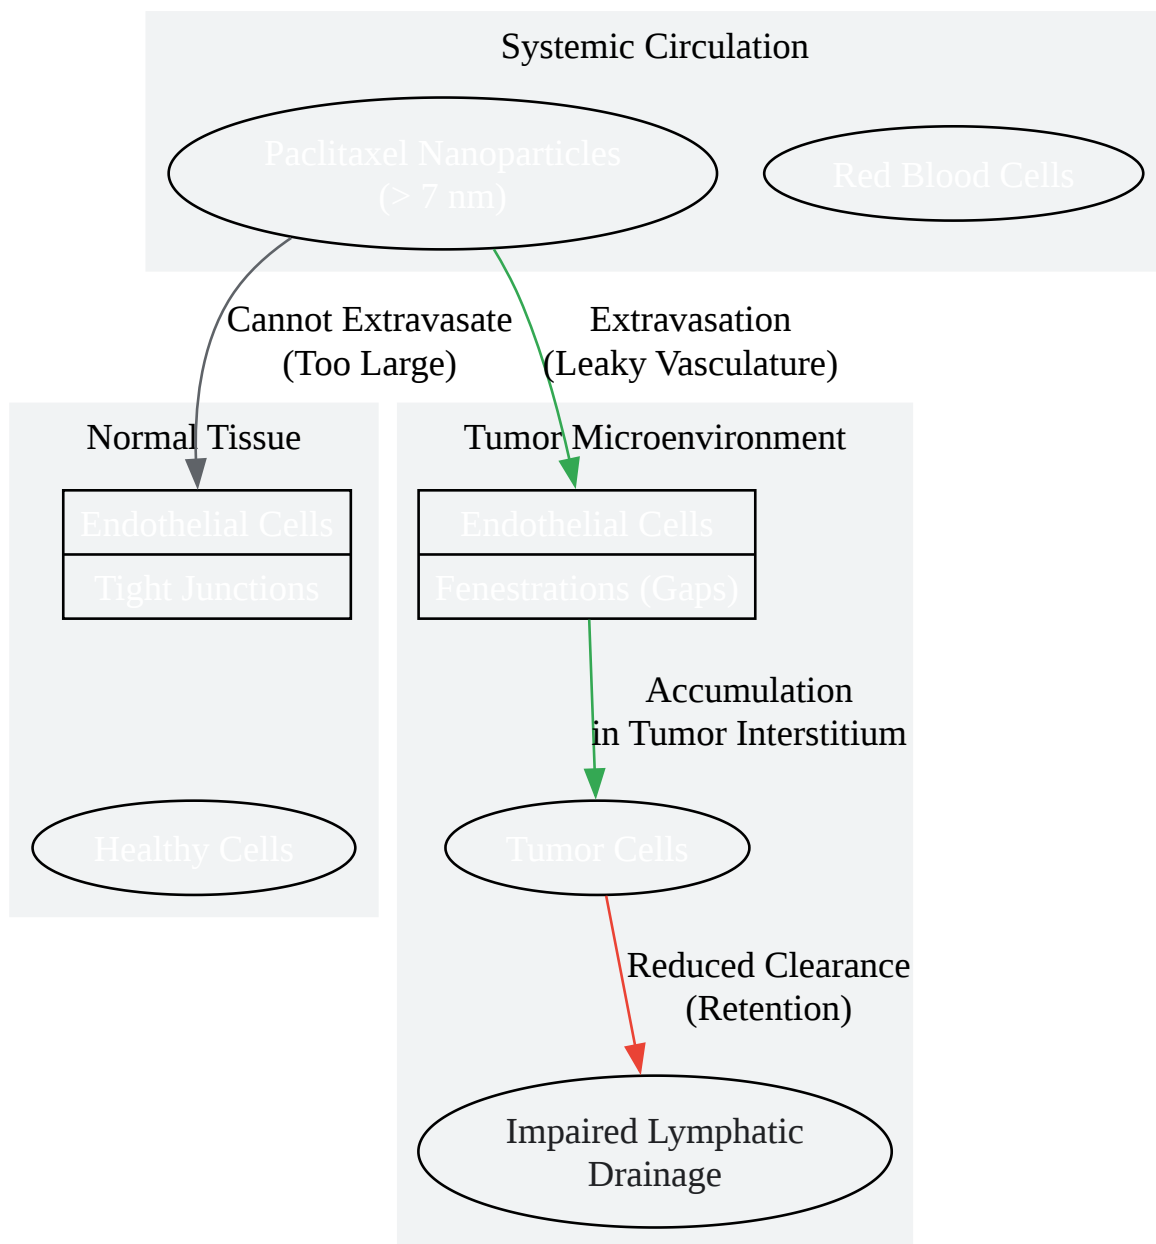 Systemic Circulation
Paclitaxel Nanoparticles
(> 7 nm)
Red Blood Cells
Cannot Extravasate
(Too Large)
Extravasation
(Leaky Vasculature)
Normal Tissue
Tumor Microenvironment
Endothelial Cells
Tight Junctions
Endothelial Cells
Fenestrations (Gaps)
Accumulation
in Tumor Interstitium
Healthy Cells
Tumor Cells
Reduced Clearance
(Retention)
Impaired Lymphatic
Drainage